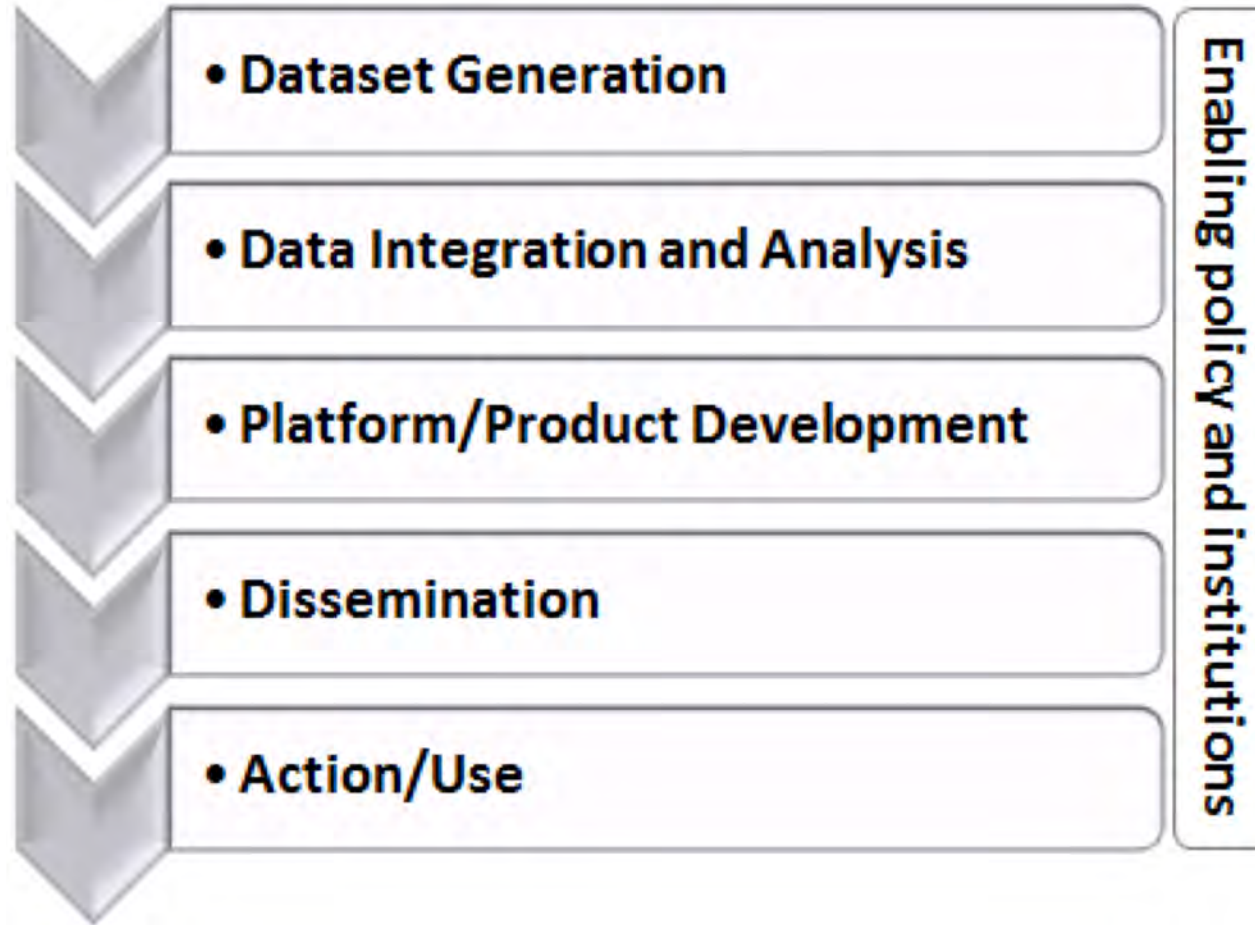 • Dataset Generation
• Data Integration and Analysis
• Platform/Product Development
• Dissemination
• Action/Use
Enabling policy and institutions